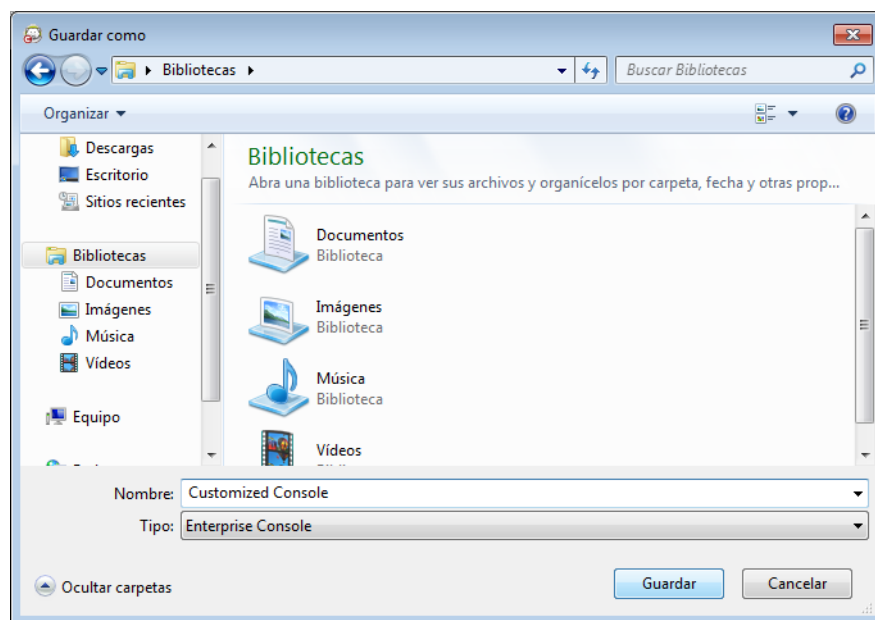 Guardar como
Bibliotecas
Buscar Bibliotecas
Organizar
Descargas
Escritorio
Sitios recientes
Bibliotecas
Documentos
Imágenes
Música
Vídeos
Equipo
Bibliotecas
Abra una biblioteca para ver sus archivos y organícelos por carpeta, fecha y otras prop...
Documentos
Biblioteca
Imágenes
Biblioteca
Música
Biblioteca
Vídeos
Nombre: Customized Console
Tipo: Enterprise Console
Ocultar carpetas
Guardar
Cancelar